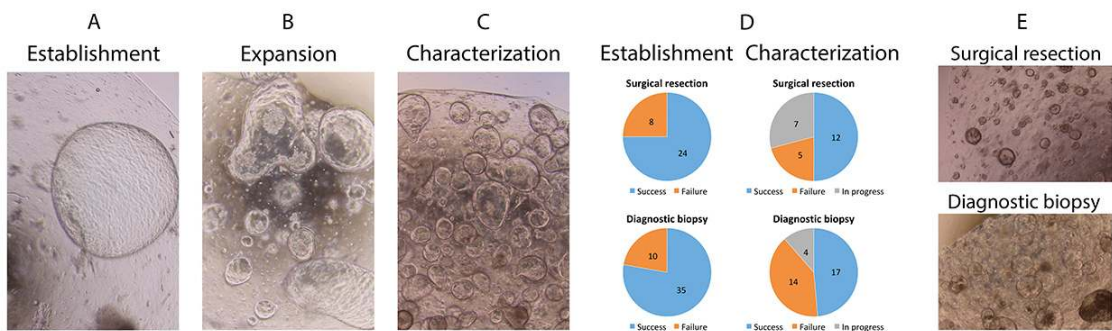 A
Establishment
B
Expansion
C
Characterization
D
Establishment
Characterization
Surgical resection
8
24
Success Failure
Surgical resection
7
12
5
Success Failure In progress
Diagnostic biopsy
10
35
Success Failure
Diagnostic biopsy
4
17
14
Success Failure In progress
E
Surgical resection
Diagnostic biopsy